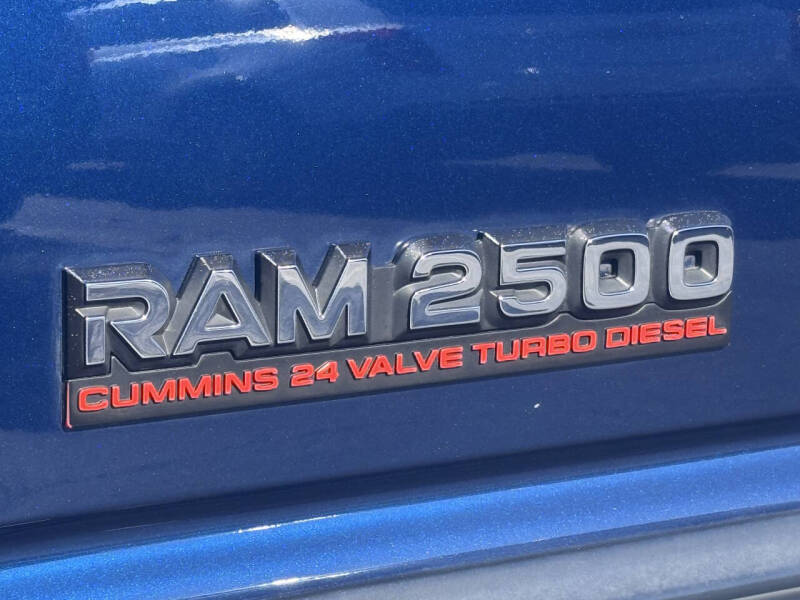 RAM 2500
CUMMINS 24 VALVE TURBO DIESEL